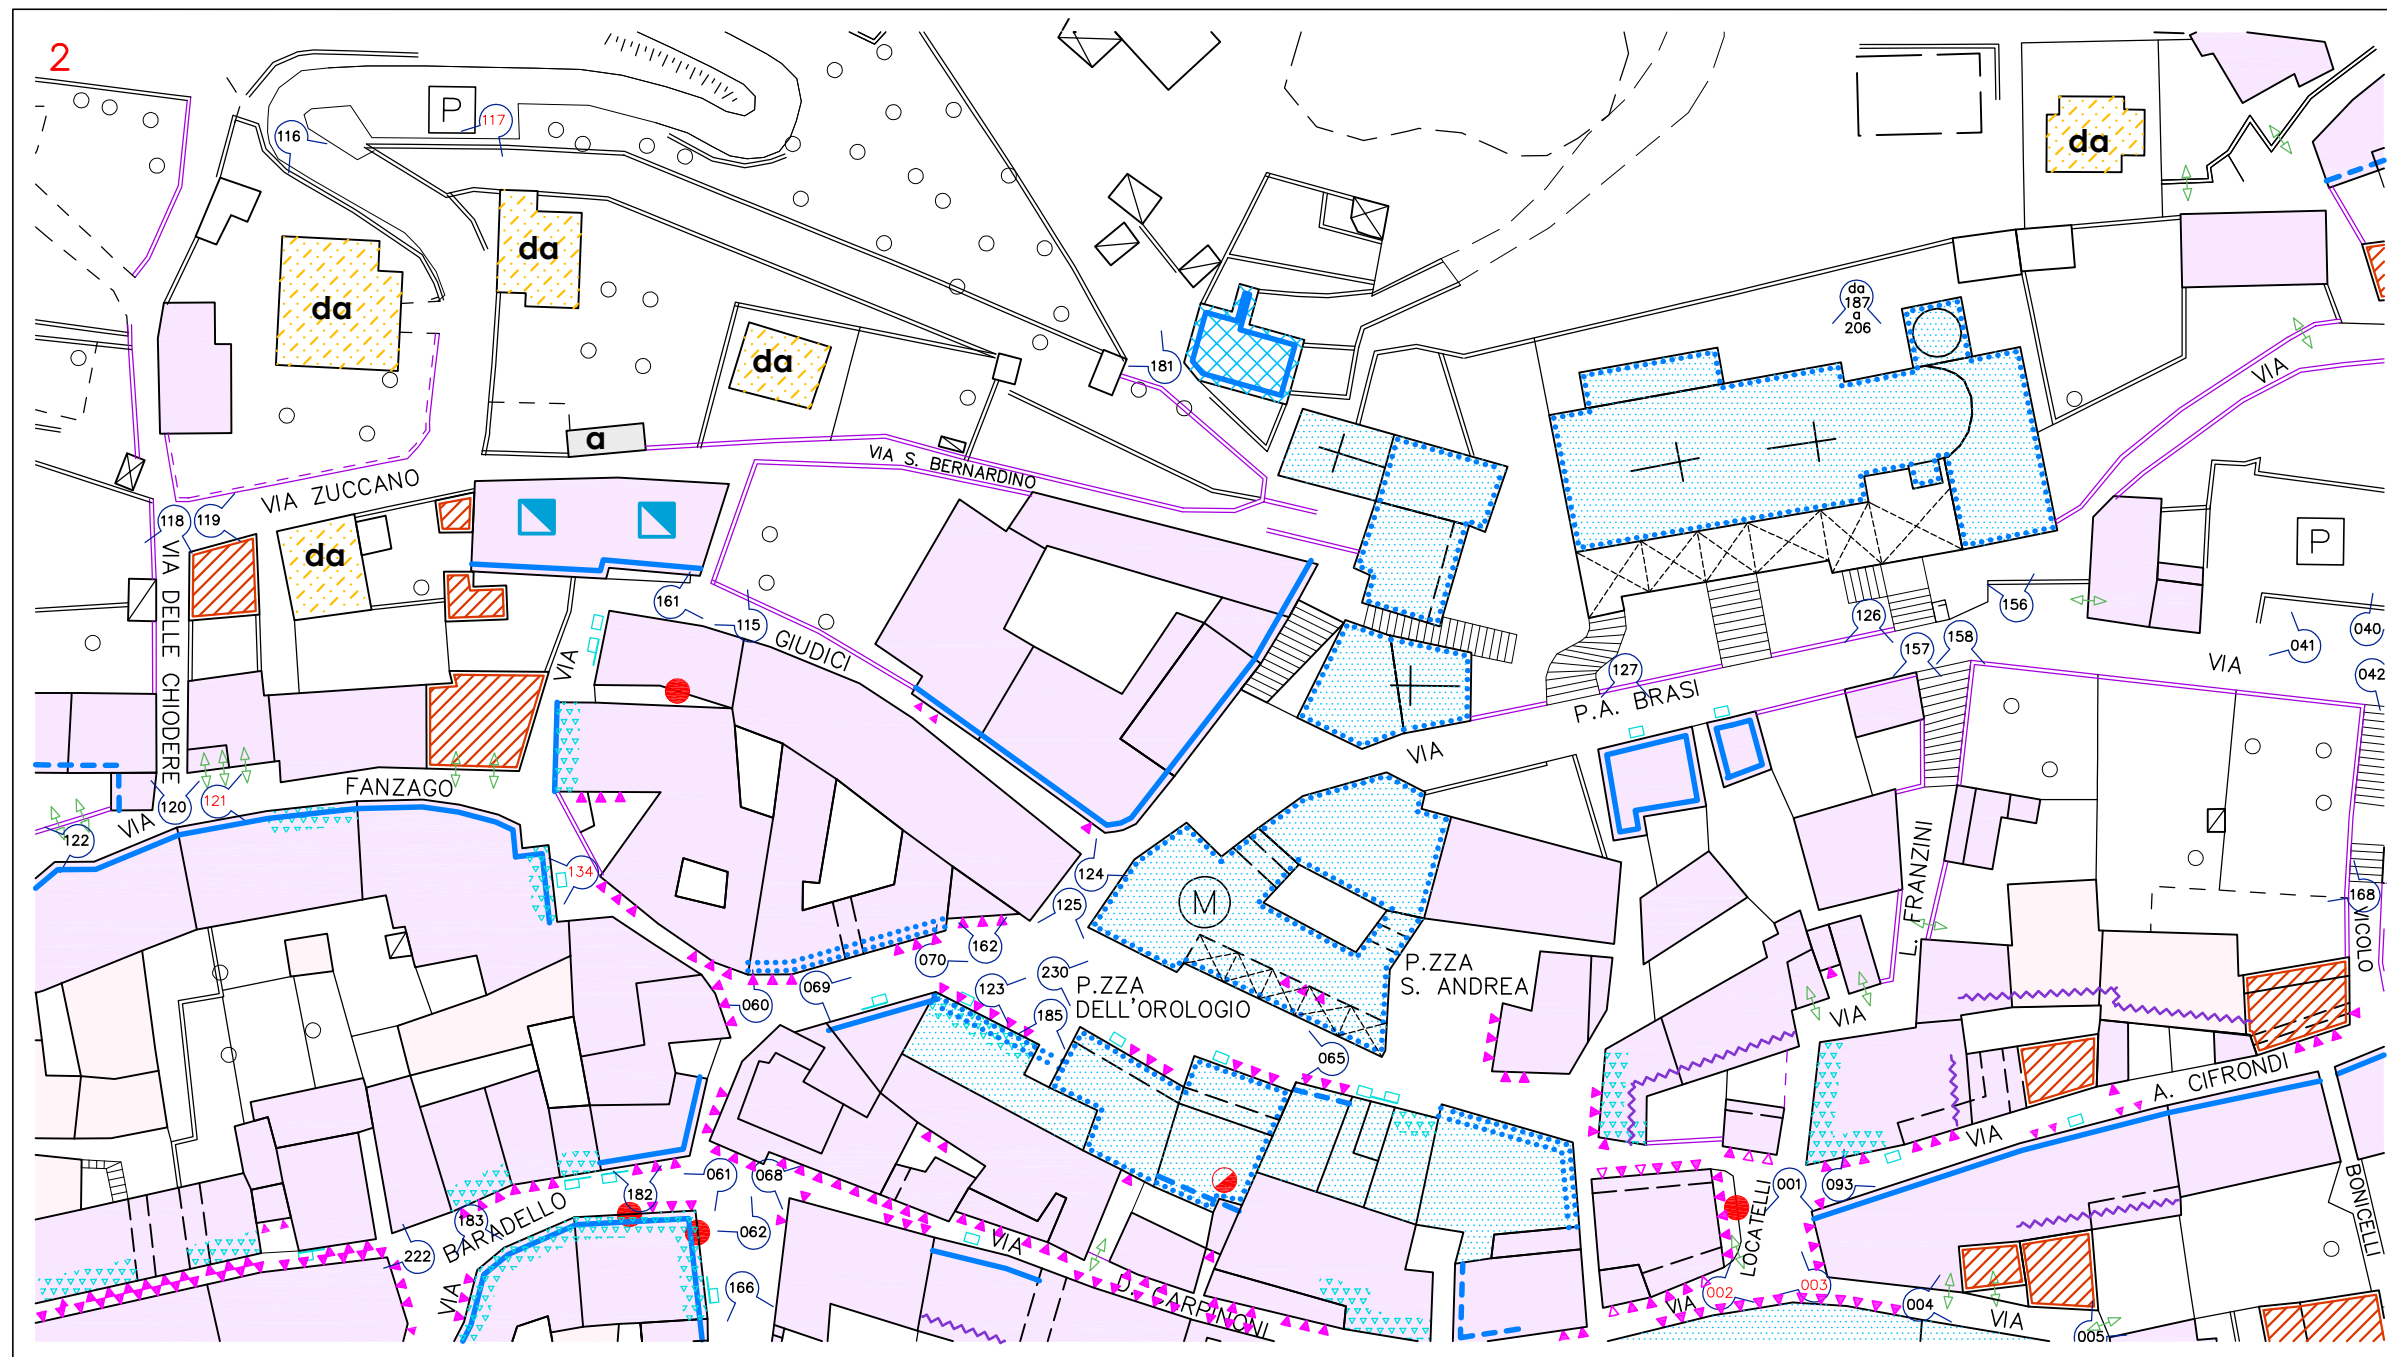 2
P
117
116
da
da
da
da
187
a
206
da
181
VIA
da
a
VIA S. BERNARDINO
VIA ZUCCANO
118
119
da
P
VIA DELLE CHIODERE
161
115
GIUDICI
VIA
126
156
157
158
041
040
042
127
VIA
P.A. BRASI
VIA
FANZAGO
VIA
120
121
122
134
124
125
M
L. FRANZINI
168
VICOLO
162
070
069
060
123
230
185
P.ZZA
DELL'OROLOGIO
P.ZZA
S. ANDREA
065
VIA
A. CIFRONDI
VIA
061
068
182
183
BARADELLO
VIA
222
062
166
VIA
D. CARPINONI
001
093
LOCATELLI
BONICELLI
002
003
004
VIA
VIA
005